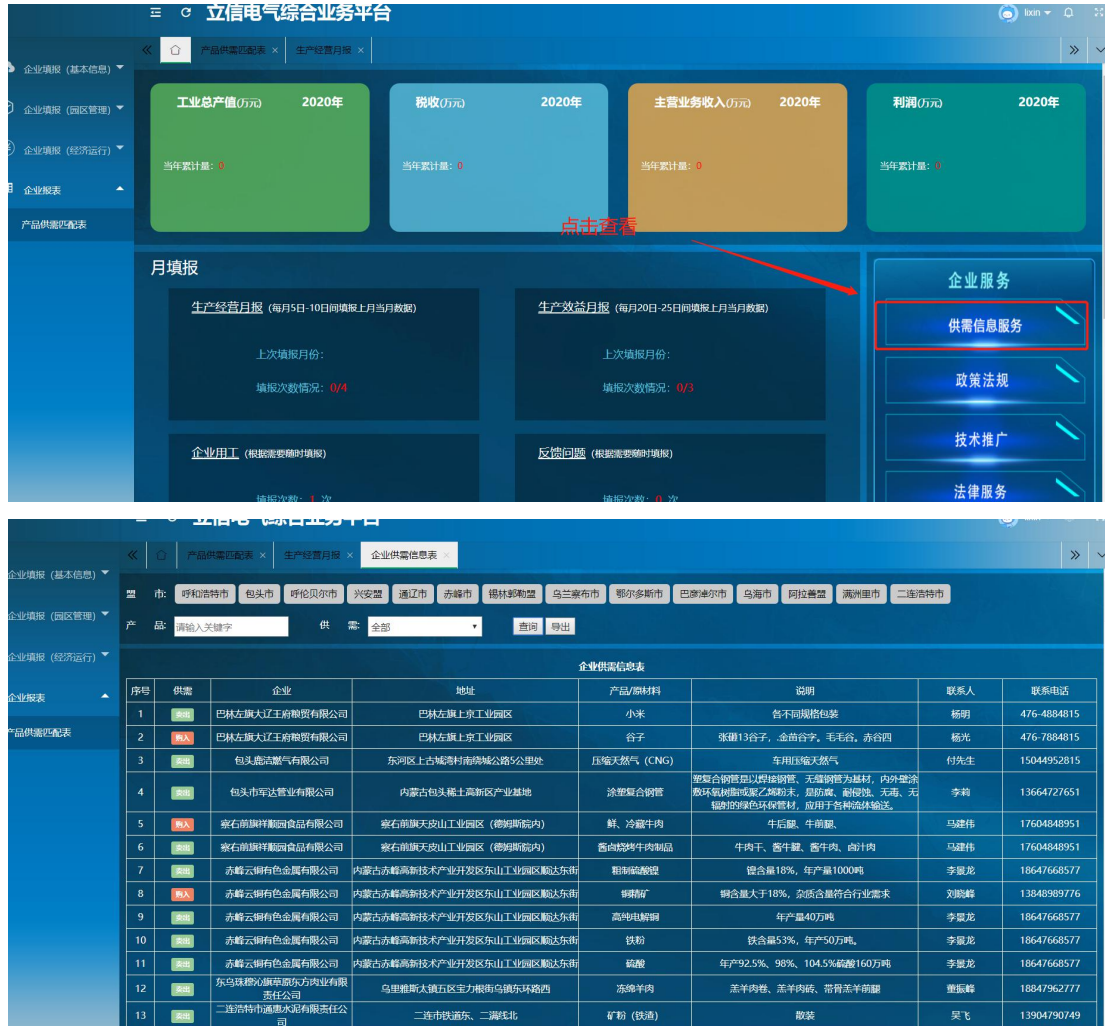 立信电气综合业务平台
lixin
产品供需匹配表 ×
生产经营月报 ×
企业填报（基本信息）
企业填报（园区管理）
企业填报（经济运行）
企业报表
产品供需匹配表
工业总产值(万元) 2020年
当年累计量：0
税收(万元) 2020年
当年累计量：0
主营业务收入(万元) 2020年
当年累计量：0
利润(万元) 2020年
当年累计量：0
点击查看
月填报
生产经营月报（每月5日-10日间填报上月当月数据）
上次填报月份：
填报次数情况：0/4
生产效益月报（每月20日-25日间填报上月当月数据）
上次填报月份：
填报次数情况：0/3
企业用工（根据需要随时填报）
填报次数：1 次
反馈问题（根据需要随时填报）
填报次数：0 次
企业服务
供需信息服务
政策法规
技术推广
法律服务
立信电气综合业务平台
产品供需匹配表 × 生产经营月报 × 企业供需信息表 ×
企业填报（基本信息）
企业填报（园区管理）
企业填报（经济运行）
企业报表
产品供需匹配表
盟 市： 呼和浩特市 包头市 呼伦贝尔市 兴安盟 通辽市 赤峰市 锡林郭勒盟 乌兰察布市 鄂尔多斯市 巴彦淖尔市 乌海市 阿拉善盟 满洲里市 二连浩特市
产 品： 请输入关键字 供 需： 全部 查询 导出
企业供需信息表
序号 供需 企业 地址 产品/原材料 说明 联系人 联系电话
1 卖出 巴林左旗大辽王府粮贸有限公司 巴林左旗上京工业园区 小米 各不同规格包装 杨明 476-4884815
2 购入 巴林左旗大辽王府粮贸有限公司 巴林左旗上京工业园区 谷子 张砸13谷子，.金苗谷字。毛毛谷。赤谷四 杨光 476-7884815
3 卖出 包头鹿洁燃气有限公司 东河区上古城湾村南绕城公路5公里处 压缩天然气（CNG） 车用压缩天然气 付先生 15044952815
4 卖出 包头市军达管业有限公司 内蒙古包头稀土高新区产业基地 涂塑复合钢管 塑复合钢管是以焊接钢管、无缝钢管为基材，内外壁涂敷环氧树脂或聚乙烯粉末，是防腐、耐侵蚀、无毒、无辐射的绿色环保管材，应用于各种流体输送。 李莉 13664727651
5 购入 察右前旗祥顺园食品有限公司 察右前旗天皮山工业园区（德姆斯院内） 鲜、冷藏牛肉 牛后腿、牛前腿、 马建伟 17604848951
6 卖出 察右前旗祥顺园食品有限公司 察右前旗天皮山工业园区（德姆斯院内） 酱卤烧烤牛肉制品 牛肉干、酱牛腱、酱牛肉、卤汁肉 马建伟 17604848951
7 卖出 赤峰云铜有色金属有限公司 内蒙古赤峰高新技术产业开发区东山工业园区顺达东街 粗制硫酸镍 镍含量18%，年产量1000吨 李景龙 18647668577
8 购入 赤峰云铜有色金属有限公司 内蒙古赤峰高新技术产业开发区东山工业园区顺达东街 铜精矿 铜含量大于18%，杂质含量符合行业需求 刘晓峰 13848989776
9 卖出 赤峰云铜有色金属有限公司 内蒙古赤峰高新技术产业开发区东山工业园区顺达东街 高纯电解铜 年产量40万吨 李景龙 18647668577
10 卖出 赤峰云铜有色金属有限公司 内蒙古赤峰高新技术产业开发区东山工业园区顺达东街 铁粉 铁含量53%，年产50万吨。 李景龙 18647668577
11 卖出 赤峰云铜有色金属有限公司 内蒙古赤峰高新技术产业开发区东山工业园区顺达东街 硫酸 年产92.5%、98%、104.5%硫酸160万吨 李景龙 18647668577
12 卖出 东乌珠穆沁旗草原东方肉业有限责任公司 乌里雅斯太镇五区宝力根街乌镇东环路西 冻绵羊肉 羔羊肉卷、羔羊肉砖、带骨羔羊前腿 董振峰 18847962777
13 卖出 二连浩特市通惠水泥有限责任公司 二连市铁道东、二满线北 矿粉（铁渣） 散装 吴飞 13904790749